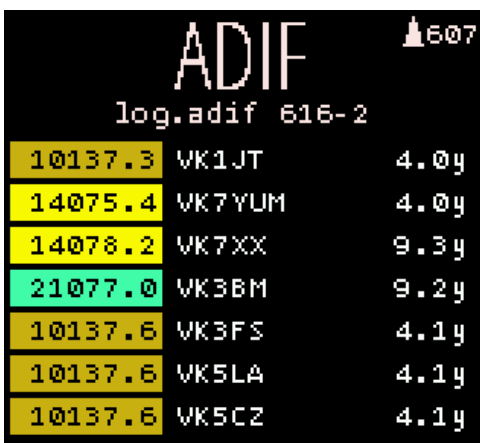 ADIF
607
log.adif 616-2
10137.3 VK1JT 4.0y
14075.4 VK7YUM 4.0y
14078.2 VK7XX 9.3y
21077.0 VK3BM 9.2y
10137.6 VK3FS 4.1y
10137.6 VK5LA 4.1y
10137.6 VK5CZ 4.1y